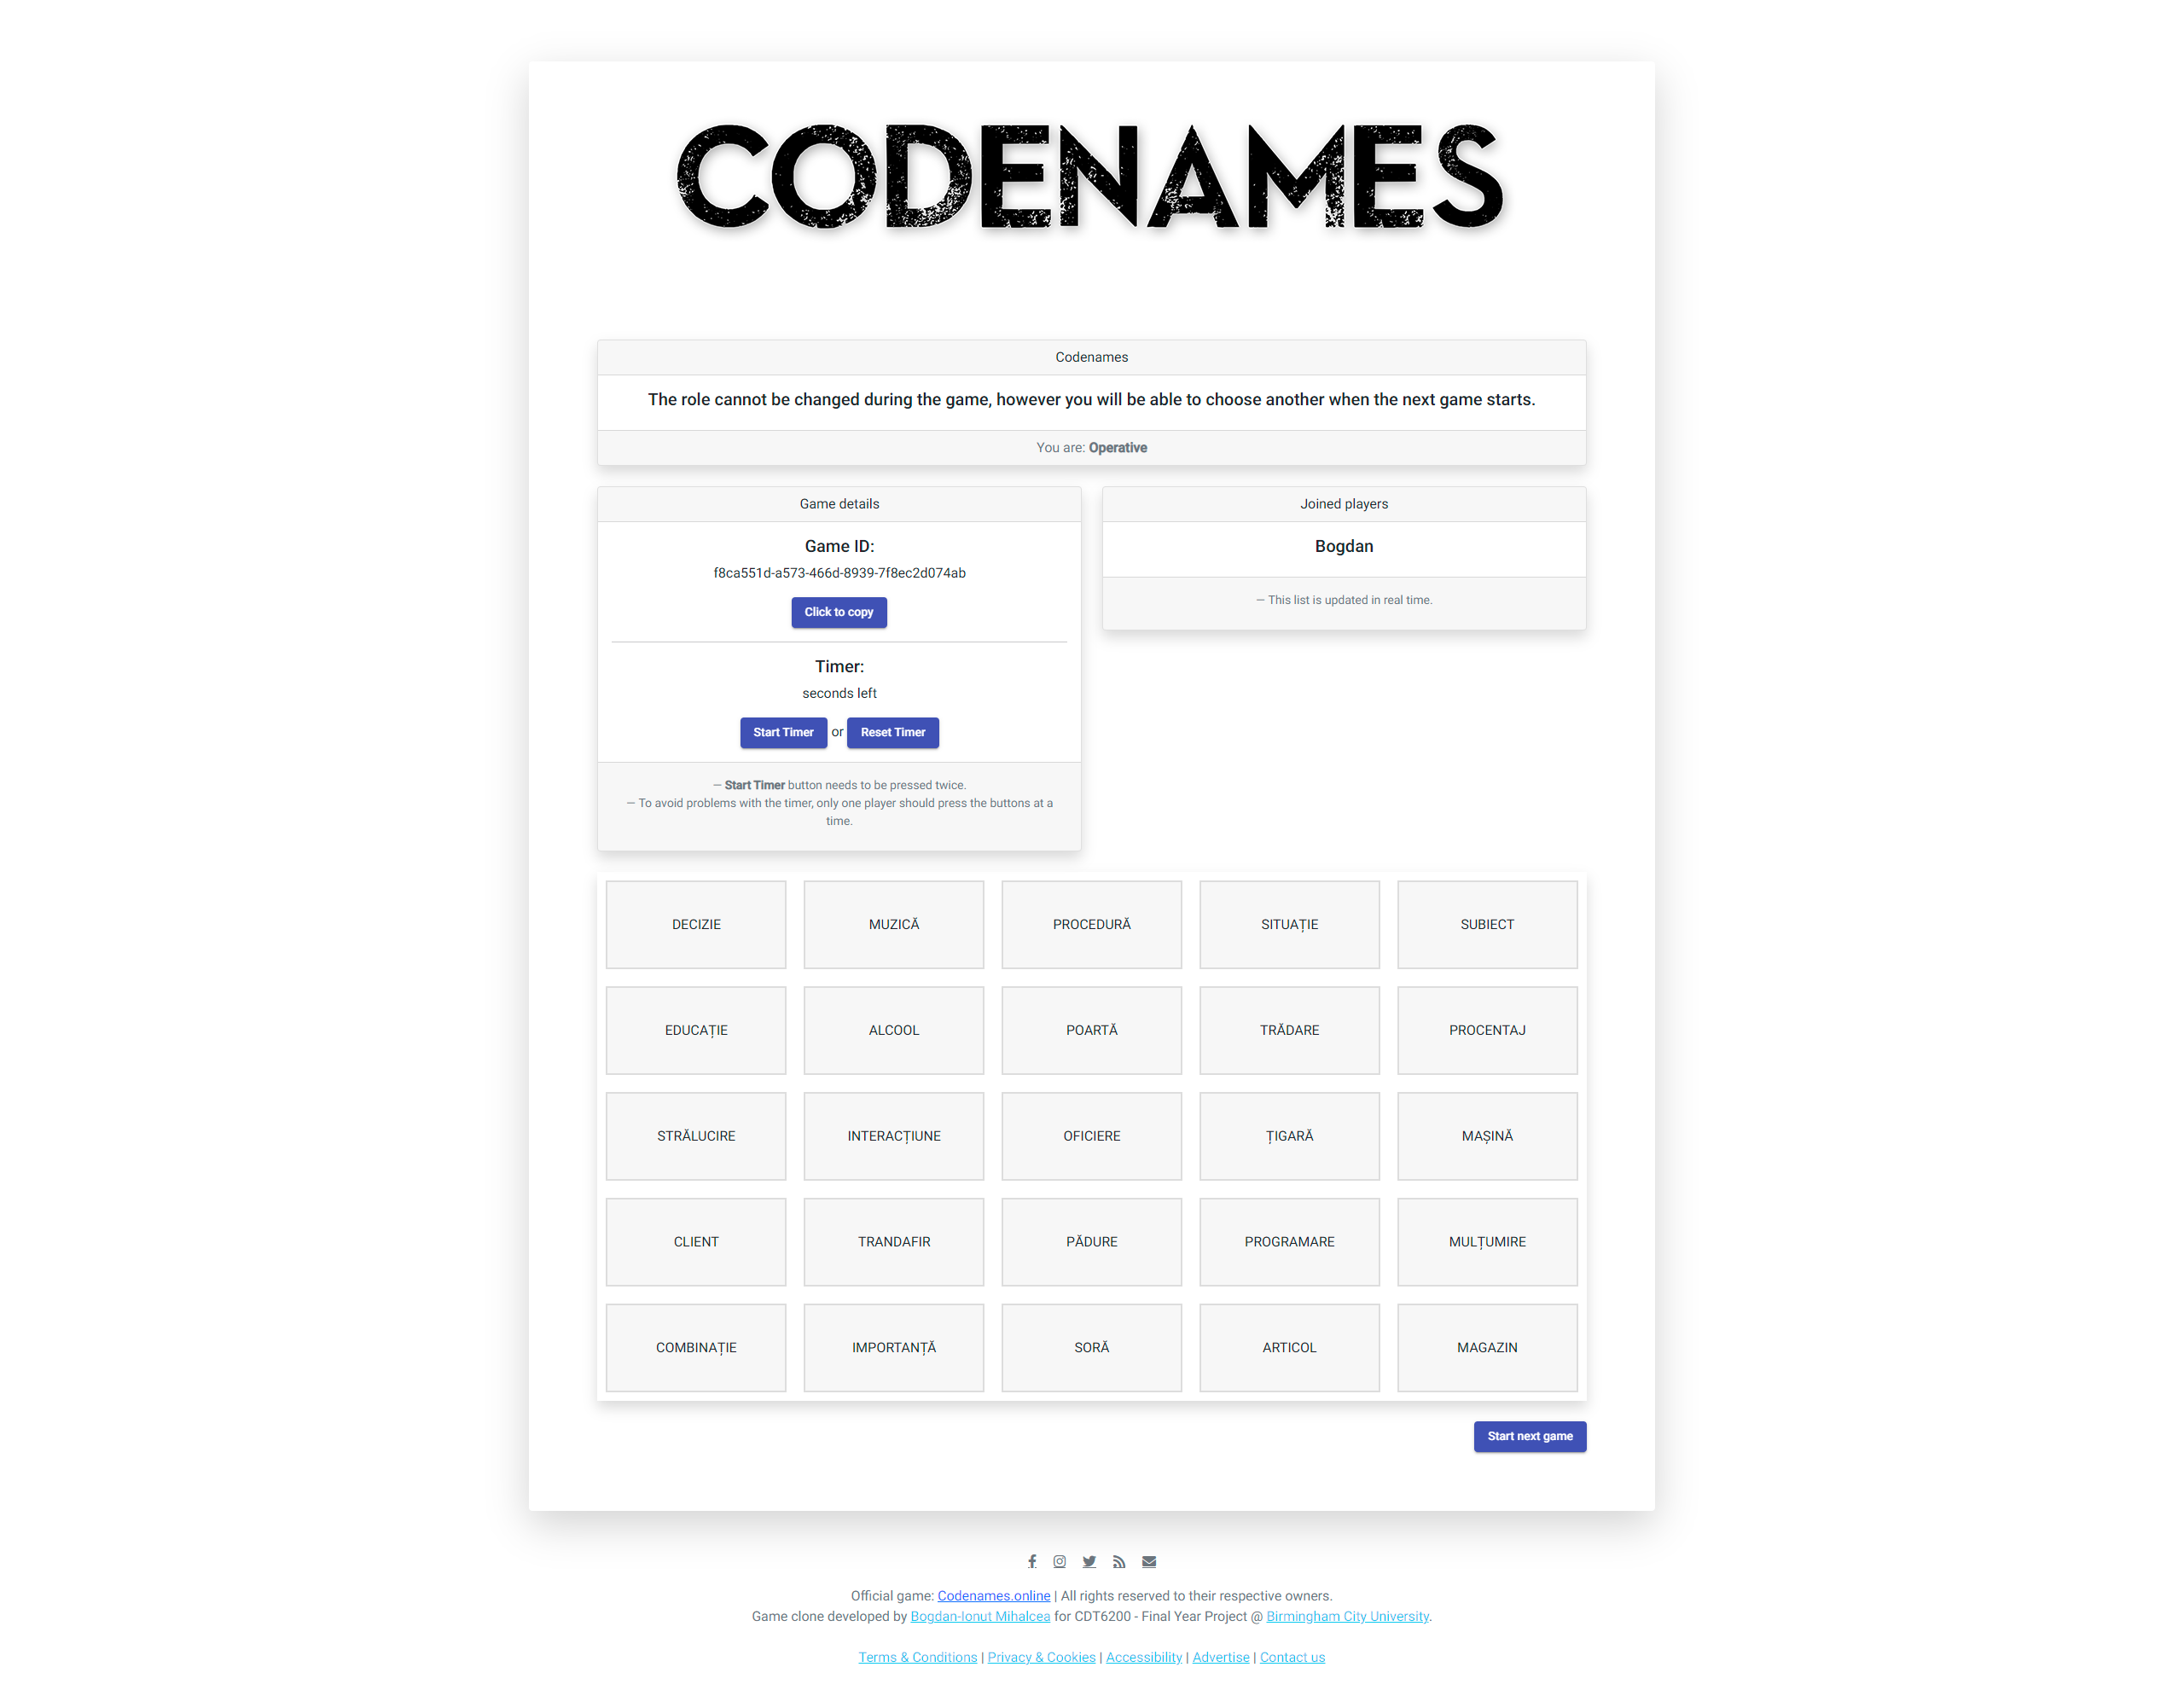 CODENAMES
Codenames
The role cannot be changed during the game, however you will be able to choose another when the next game starts.
You are: Operative
Game details
Game ID:
f8ca551d-a573-466d-8939-7f8ec2d074ab
Click to copy
Timer:
seconds left
Start Timer or Reset Timer
— Start Timer button needs to be pressed twice.
— To avoid problems with the timer, only one player should press the buttons at a
time.
Joined players
Bogdan
— This list is updated in real time.
DECIZIE MUZICĂ PROCEDURĂ SITUAȚIE SUBIECT
EDUCAȚIE ALCOOL POARTĂ TRĂDARE PROCENTAJ
STRĂLUCIRE INTERACȚIUNE OFICIERE ȚIGARĂ MAȘINĂ
CLIENT TRANDAFIR PĂDURE PROGRAMARE MULȚUMIRE
COMBINAȚIE IMPORTANȚĂ SORĂ ARTICOL MAGAZIN
Start next game
Official game: Codenames.online | All rights reserved to their respective owners.
Game clone developed by Bogdan-Ionut Mihalcea for CDT6200 - Final Year Project @ Birmingham City University.
Terms & Conditions | Privacy & Cookies | Accessibility | Advertise | Contact us